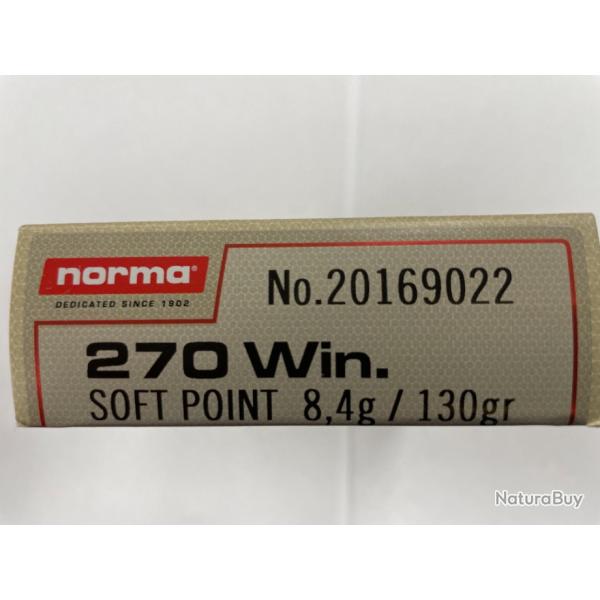 norma®
DEDICATED SINCE 1902
No.20169022
270 Win.
SOFT POINT 8,4g / 130gr
NaturaBuy